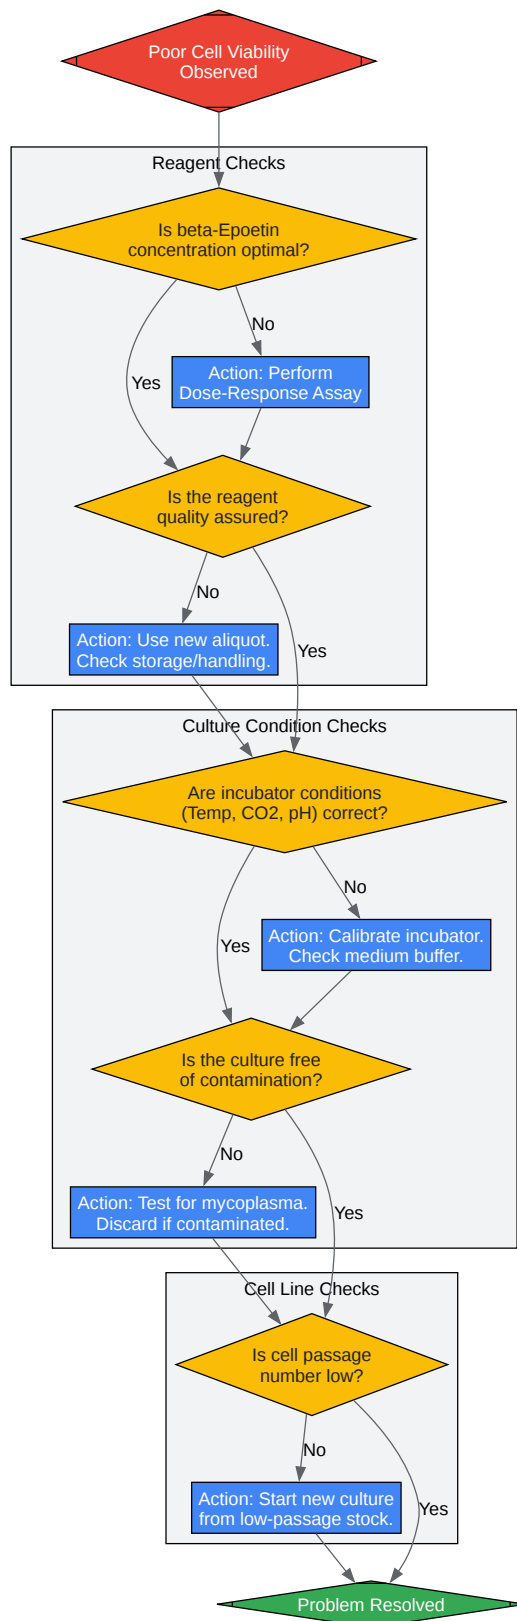 Poor Cell Viability
Observed
Reagent Checks
Is beta-Epoetin
concentration optimal?
No
Yes
Action: Perform
Dose-Response Assay
Is the reagent
quality assured?
No
Yes
Action: Use new aliquot.
Check storage/handling.
Culture Condition Checks
Are incubator conditions
(Temp, CO2, pH) correct?
No
Yes
Action: Calibrate incubator.
Check medium buffer.
Is the culture free
of contamination?
No
Yes
Action: Test for mycoplasma.
Discard if contaminated.
Cell Line Checks
Is cell passage
number low?
No
Yes
Action: Start new culture
from low-passage stock.
Problem Resolved